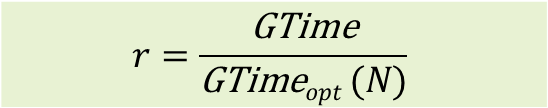 r = GTime / GTime_opt (N)